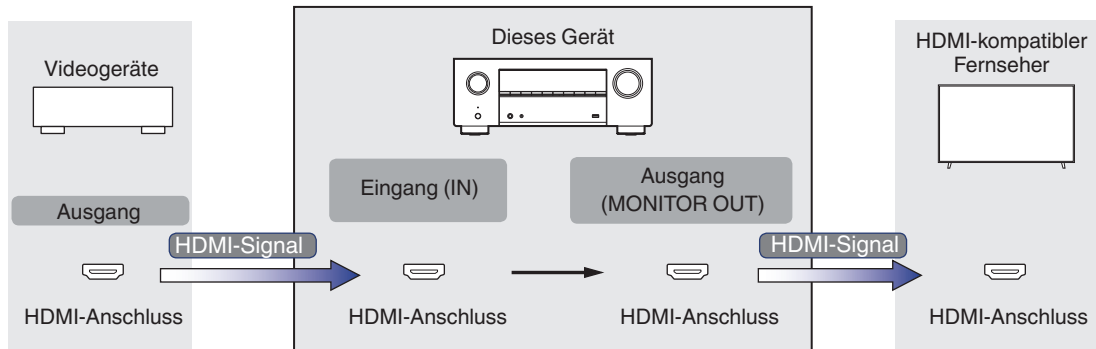 Videogeräte
Ausgang
HDMI-Signal
HDMI-Anschluss
Dieses Gerät
Eingang (IN)
HDMI-Anschluss
Ausgang
(MONITOR OUT)
HDMI-Anschluss
HDMI-Signal
HDMI-kompatibler
Fernseher
HDMI-Anschluss